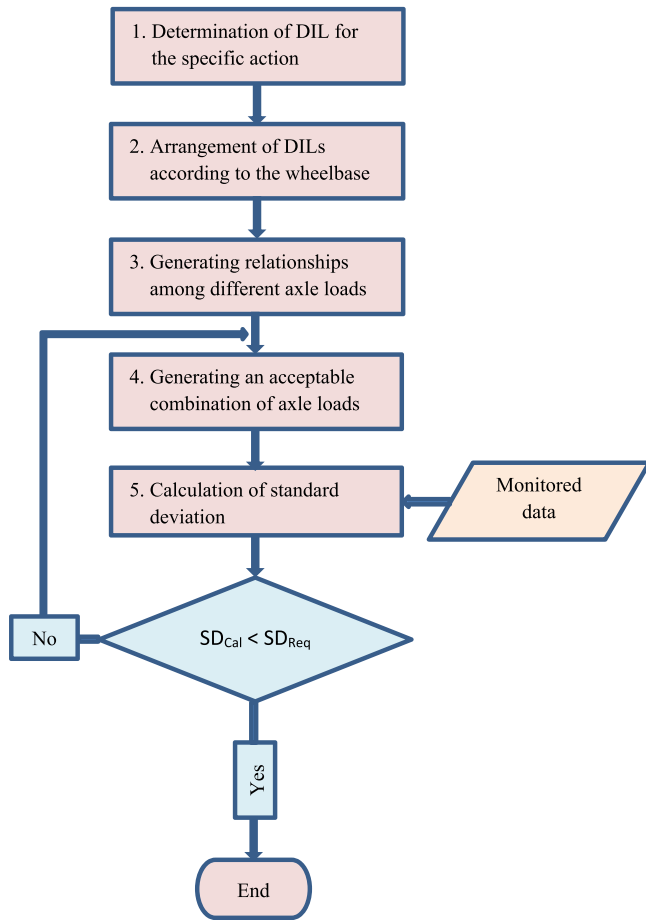 1. Determination of DIL for
the specific action
2. Arrangement of DILs
according to the wheelbase
3. Generating relationships
among different axle loads
4. Generating an acceptable
combination of axle loads
5. Calculation of standard
deviation
Monitored
data
No
SDCal < SDReq
Yes
End